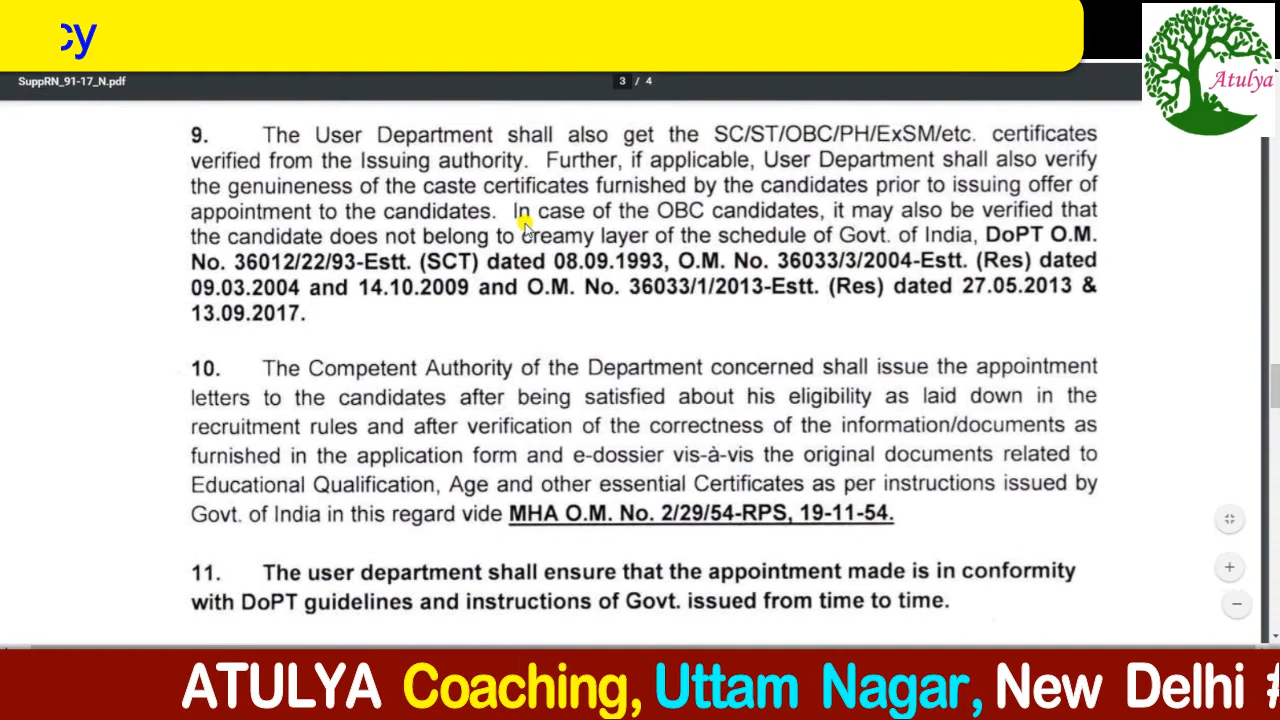 cy
Atulya
SuppRN_91-17_N.pdf
3 / 4
9. The User Department shall also get the SC/ST/OBC/PH/ExSM/etc. certificates
verified from the Issuing authority. Further, if applicable, User Department shall also verify
the genuineness of the caste certificates furnished by the candidates prior to issuing offer of
appointment to the candidates. In case of the OBC candidates, it may also be verified that
the candidate does not belong to creamy layer of the schedule of Govt. of India, DoPT O.M.
No. 36012/22/93-Estt. (SCT) dated 08.09.1993, O.M. No. 36033/3/2004-Estt. (Res) dated
09.03.2004 and 14.10.2009 and O.M. No. 36033/1/2013-Estt. (Res) dated 27.05.2013 &
13.09.2017.
10. The Competent Authority of the Department concerned shall issue the appointment
letters to the candidates after being satisfied about his eligibility as laid down in the
recruitment rules and after verification of the correctness of the information/documents as
furnished in the application form and e-dossier vis-à-vis the original documents related to
Educational Qualification, Age and other essential Certificates as per instructions issued by
Govt. of India in this regard vide MHA O.M. No. 2/29/54-RPS, 19-11-54.
11. The user department shall ensure that the appointment made is in conformity
with DoPT guidelines and instructions of Govt. issued from time to time.
ATULYA Coaching, Uttam Nagar, New Delhi #